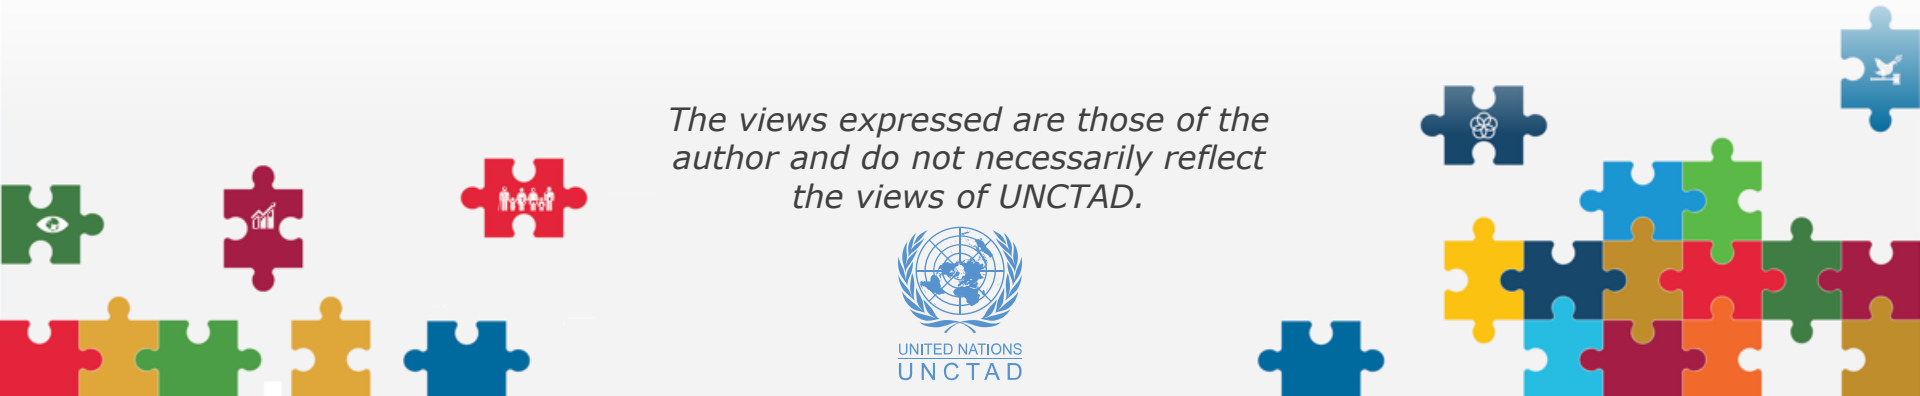 The views expressed are those of the
author and do not necessarily reflect
the views of UNCTAD.
UNITED NATIONS
UNCTAD